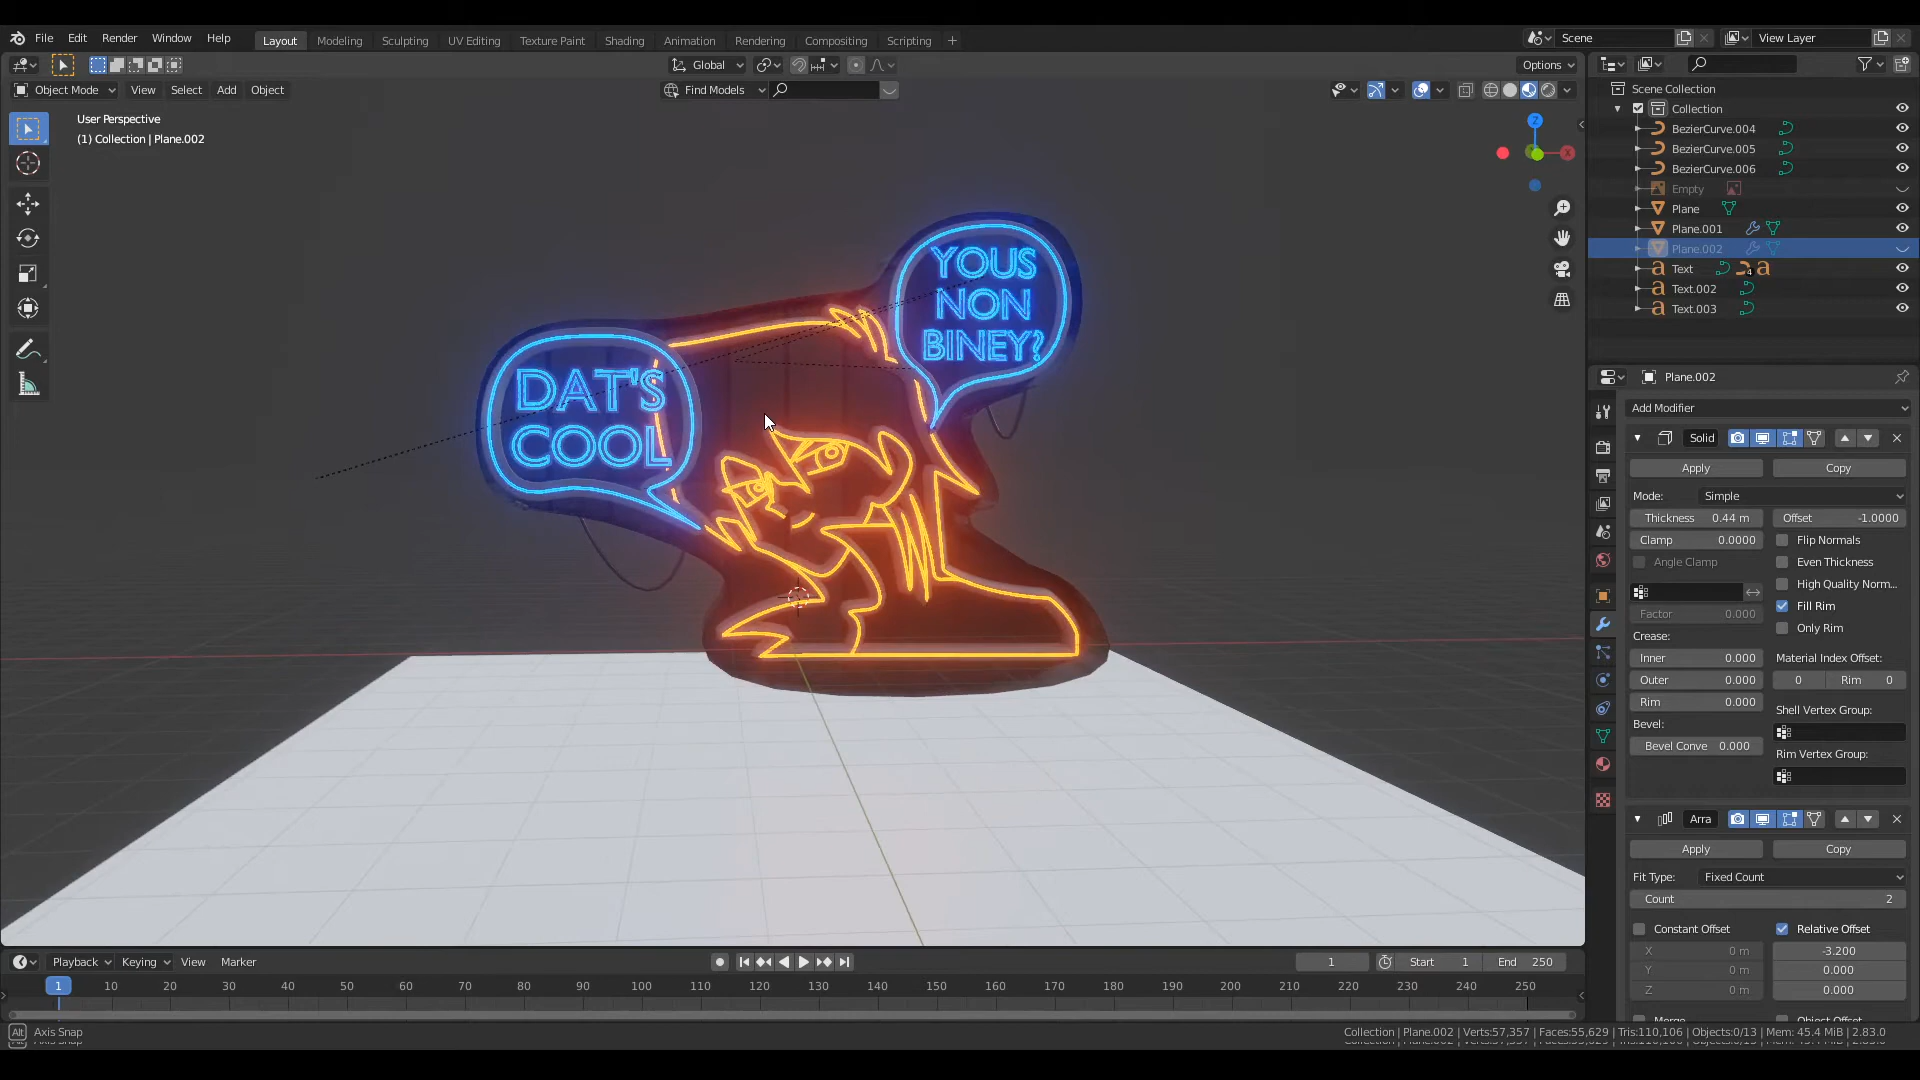 File Edit Render Window Help Layout Modeling Sculpting UV Editing Texture Paint Shading Animation Rendering Compositing Scripting + Scene View Layer
Global Options
Object Mode View Select Add Object Find Models
User Perspective
(1) Collection | Plane.002
Z
X
YOUS
NON
BINEY?
DAT'S
COOL
Scene Collection
Collection
BezierCurve.004
BezierCurve.005
BezierCurve.006
Empty
Plane
Plane.001
Plane.002
Text
Text.002
Text.003
Plane.002
Add Modifier
Solid
Apply Copy
Mode: Simple
Thickness 0.44 m Offset -1.0000
Clamp 0.0000 Flip Normals
Angle Clamp Even Thickness
High Quality Norm...
Factor 0.000 Fill Rim
Crease: Only Rim
Inner 0.000 Material Index Offset:
Outer 0.000 0 Rim 0
Rim 0.000 Shell Vertex Group:
Bevel:
Bevel Conve 0.000 Rim Vertex Group:
Arra
Apply Copy
Fit Type: Fixed Count
Count 2
Constant Offset Relative Offset
X 0 m -3.200
Y 0 m 0.000
Z 0 m 0.000
Playback Keying View Marker 1 Start 1 End 250
1 10 20 30 40 50 60 70 80 90 100 110 120 130 140 150 160 170 180 190 200 210 220 230 240 250
Alt Axis Snap Collection | Plane.002 | Verts:57,357 | Faces:55,629 | Tris:110,106 | Objects:0/13 | Mem: 45.4 MiB | 2.83.0